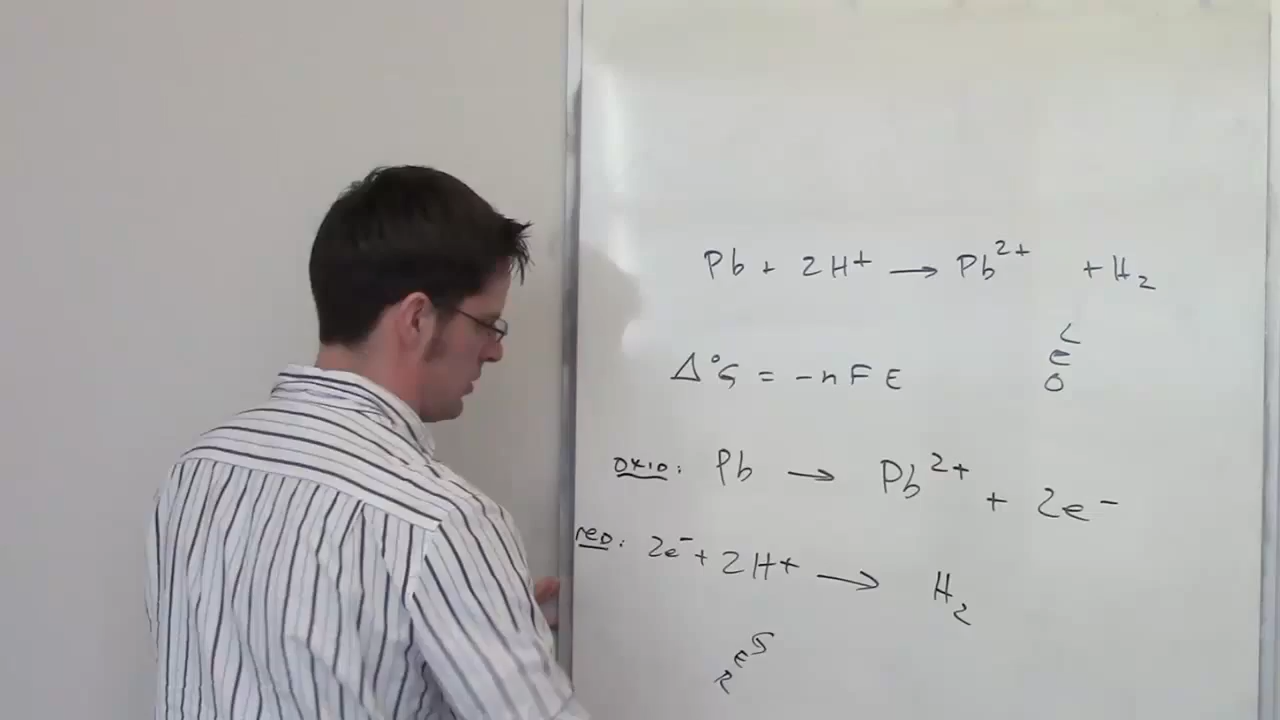 Pb + 2H+ → Pb2+ + H2
L
E
O
Δ°G = -nFE
OXID: Pb → Pb2+ + 2e-
red: 2e- + 2H+ → H2
G
E
R